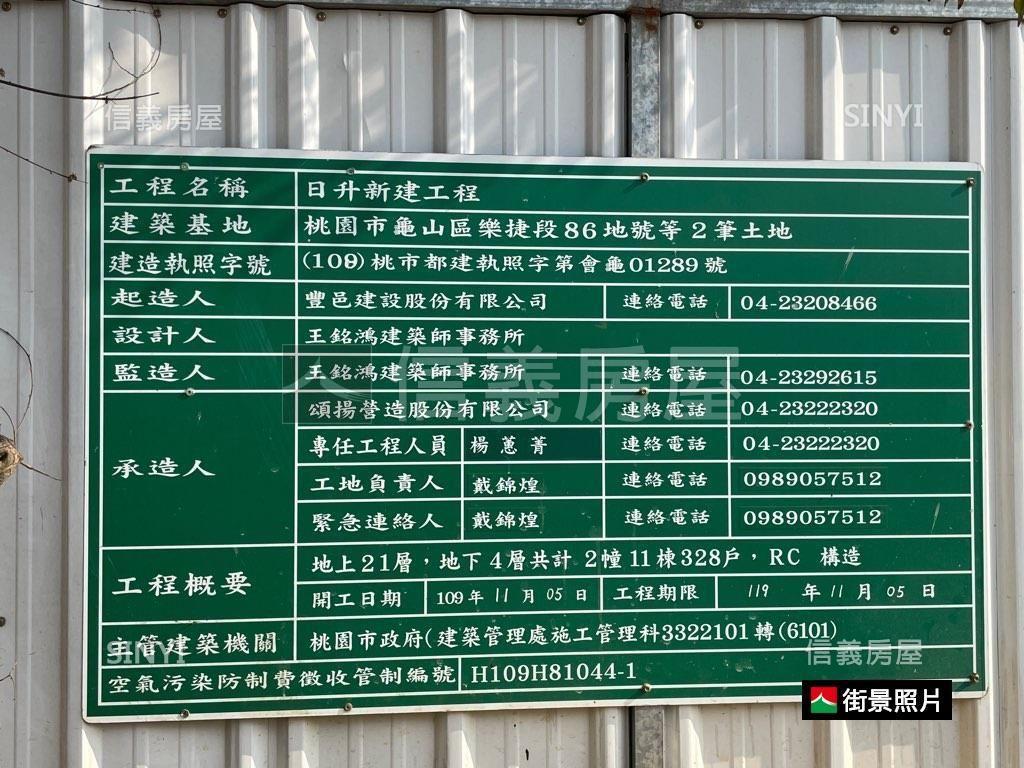 信義房屋
SINYI
工程名稱 日升新建工程
建築基地 桃園市龜山區樂捷段86地號等2筆土地
建造執照字號 (109)桃市都建執照字第會龜01289號
起造人 豐邑建設股份有限公司 連絡電話 04-23208466
設計人 王銘鴻建築師事務所
監造人 王銘鴻建築師事務所 連絡電話 04-23292615
信義房屋
承造人 頌揚營造股份有限公司 連絡電話 04-23222320
專任工程人員 楊蕙菁 連絡電話 04-23222320
工地負責人 戴錦煌 連絡電話 0989057512
緊急連絡人 戴錦煌 連絡電話 0989057512
工程概要 地上21層,地下4層共計2幢11棟328戶,RC 構造
開工日期 109年11月05日 工程期限 119年11月05日
主管建築機關 桃園市政府(建築管理處施工管理科3322101轉(6101)
空氣污染防制費徵收管制編號 H109H81044-1
SINYI
信義房屋
街景照片